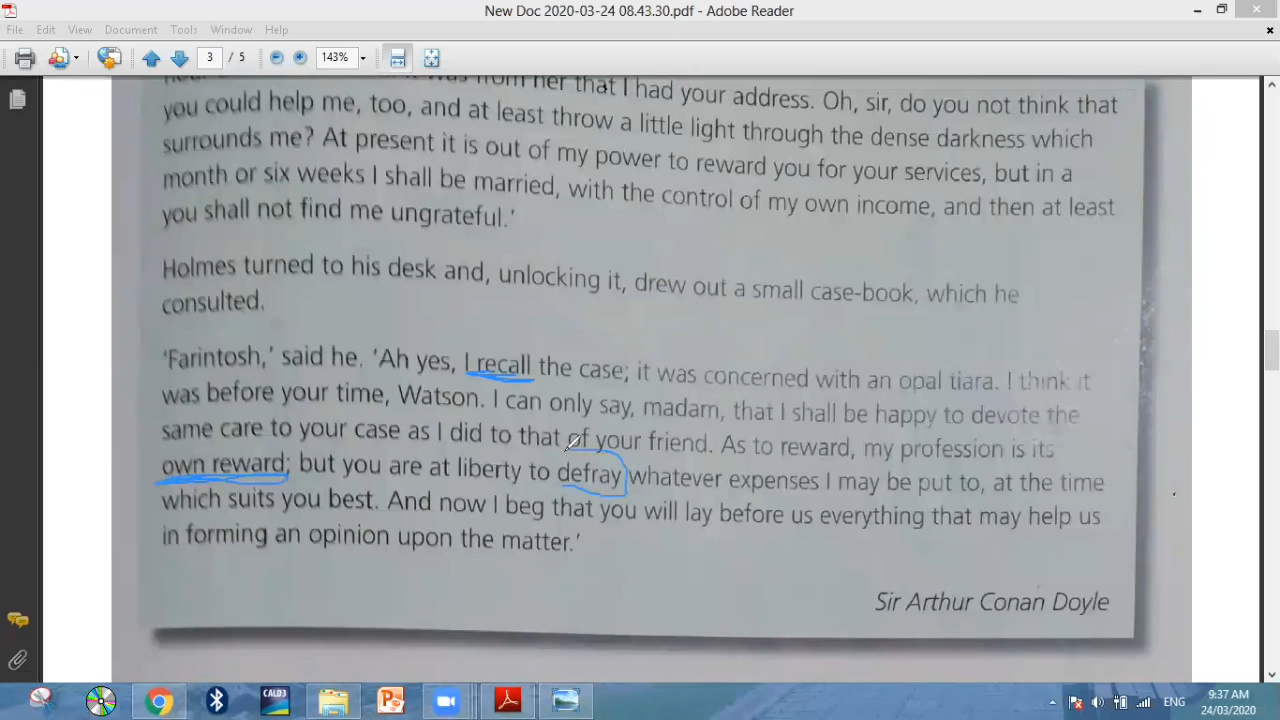 New Doc 2020-03-24 08.43.30.pdf - Adobe Reader
File Edit View Document Tools Window Help
3 / 5 143%
was from her that I had your address. Oh, sir, do you not think that
you could help me, too, and at least throw a little light through the dense darkness which
surrounds me? At present it is out of my power to reward you for your services, but in a
month or six weeks I shall be married, with the control of my own income, and then at least
you shall not find me ungrateful.'
Holmes turned to his desk and, unlocking it, drew out a small case-book, which he
consulted.
'Farintosh,' said he. 'Ah yes, I recall the case; it was concerned with an opal tiara. I think it
was before your time, Watson. I can only say, madam, that I shall be happy to devote the
same care to your case as I did to that of your friend. As to reward, my profession is its
own reward; but you are at liberty to defray whatever expenses I may be put to, at the time
which suits you best. And now I beg that you will lay before us everything that may help us
in forming an opinion upon the matter.'
Sir Arthur Conan Doyle
CALD3
ENG
9:37 AM
24/03/2020